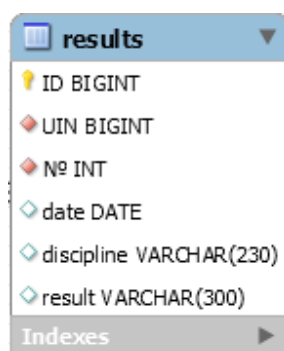 results
ID BIGINT
UIN BIGINT
Nº INT
date DATE
discipline VARCHAR(230)
result VARCHAR(300)
Indexes